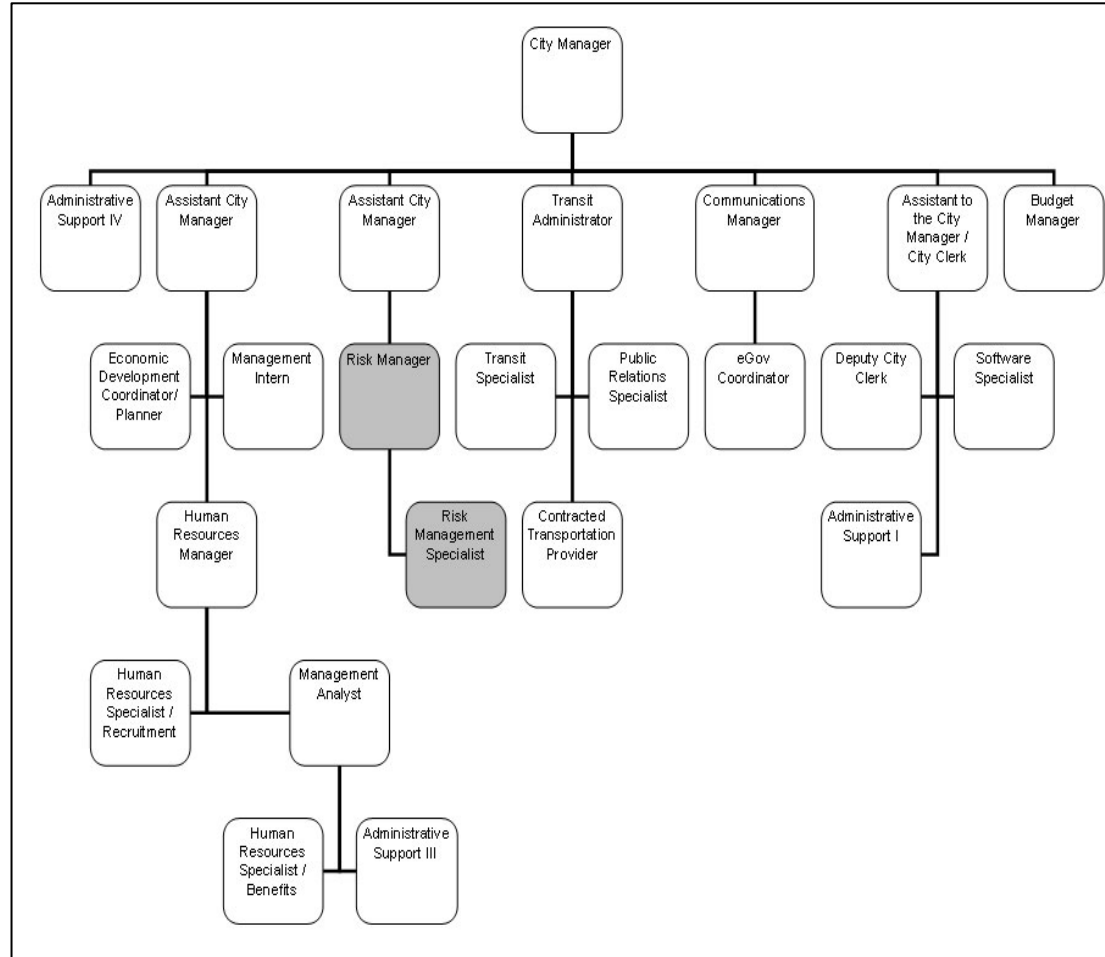 City Manager
Administrative
Support IV
Assistant City
Manager
Assistant City
Manager
Transit
Administrator
Communications
Manager
Assistant to
the City
Manager /
City Clerk
Budget
Manager
Economic
Development
Coordinator/
Planner
Management
Intern
Risk Manager
Transit
Specialist
Public
Relations
Specialist
eGov
Coordinator
Deputy City
Clerk
Software
Specialist
Human
Resources
Manager
Risk
Management
Specialist
Contracted
Transportation
Provider
Administrative
Support I
Human
Resources
Specialist /
Recruitment
Management
Analyst
Human
Resources
Specialist /
Benefits
Administrative
Support III